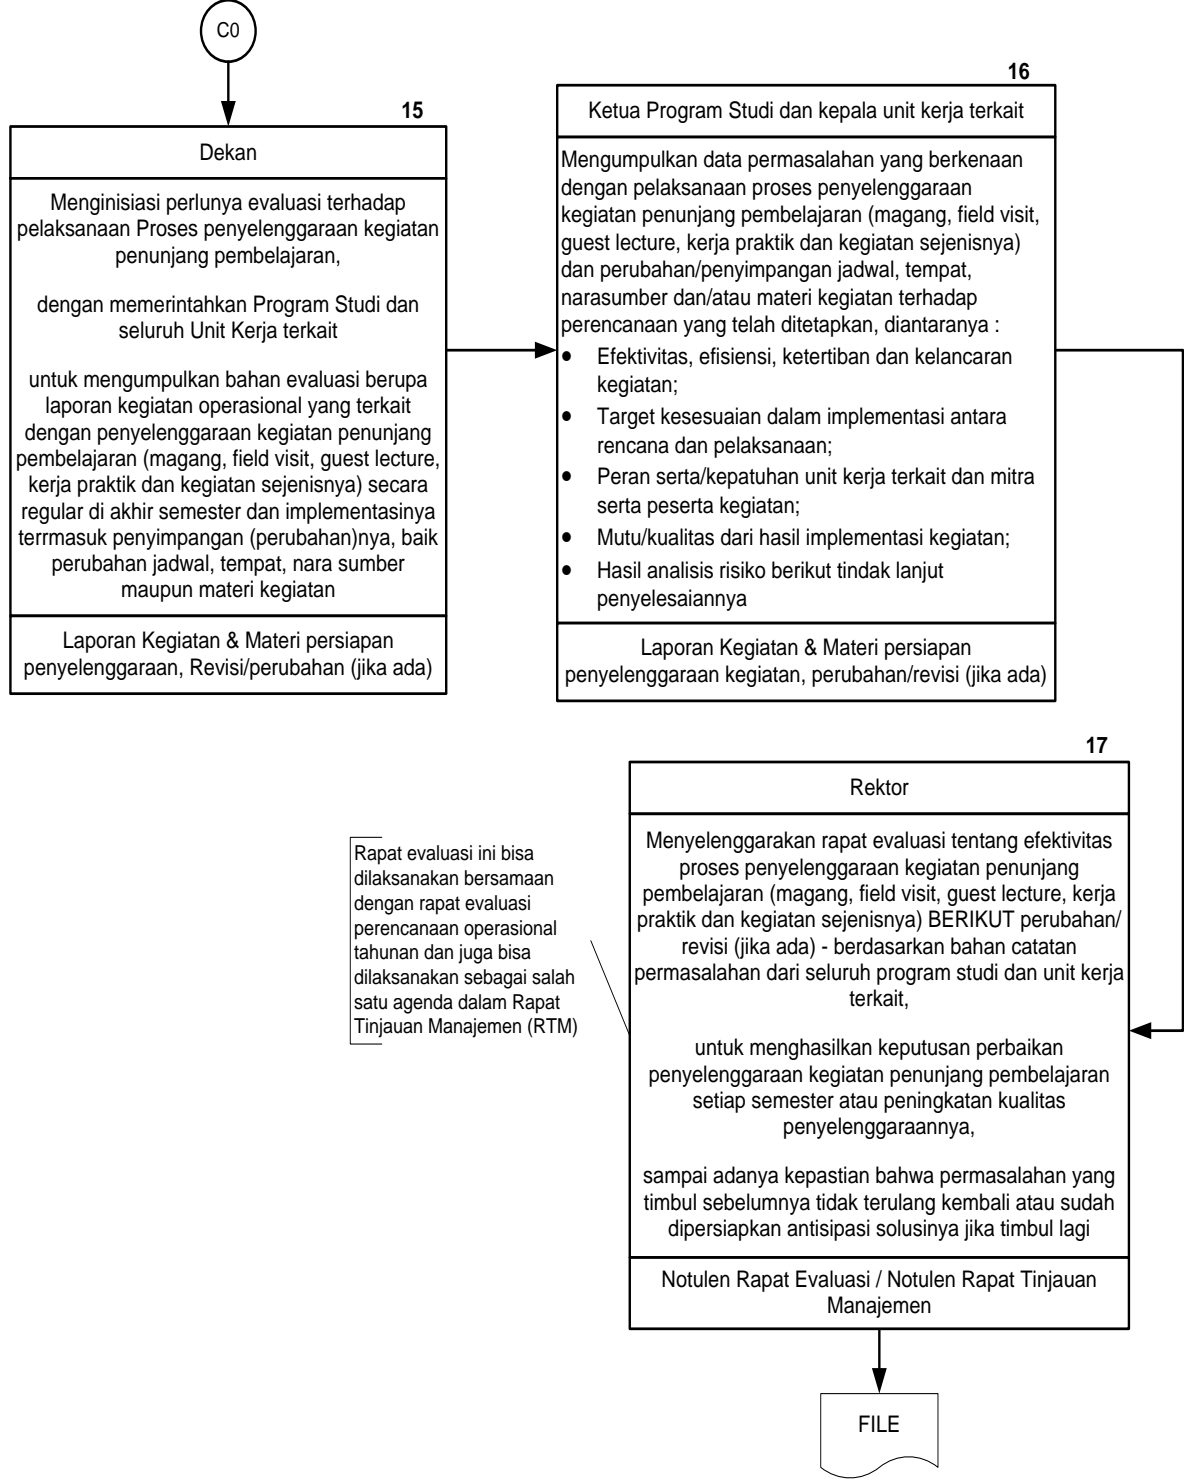 C0
15
Dekan
Menginisiasi perlunya evaluasi terhadap
pelaksanaan Proses penyelenggaraan kegiatan
penunjang pembelajaran,
dengan memerintahkan Program Studi dan
seluruh Unit Kerja terkait
untuk mengumpulkan bahan evaluasi berupa
laporan kegiatan operasional yang terkait
dengan penyelenggaraan kegiatan penunjang
pembelajaran (magang, field visit, guest lecture,
kerja praktik dan kegiatan sejenisnya) secara
regular di akhir semester dan implementasinya
terrmasuk penyimpangan (perubahan)nya, baik
perubahan jadwal, tempat, nara sumber
maupun materi kegiatan
Laporan Kegiatan & Materi persiapan
penyelenggaraan, Revisi/perubahan (jika ada)
16
Ketua Program Studi dan kepala unit kerja terkait
Mengumpulkan data permasalahan yang berkenaan
dengan pelaksanaan proses penyelenggaraan
kegiatan penunjang pembelajaran (magang, field visit,
guest lecture, kerja praktik dan kegiatan sejenisnya)
dan perubahan/penyimpangan jadwal, tempat,
narasumber dan/atau materi kegiatan terhadap
perencanaan yang telah ditetapkan, diantaranya :
● Efektivitas, efisiensi, ketertiban dan kelancaran
kegiatan;
● Target kesesuaian dalam implementasi antara
rencana dan pelaksanaan;
● Peran serta/kepatuhan unit kerja terkait dan mitra
serta peserta kegiatan;
● Mutu/kualitas dari hasil implementasi kegiatan;
● Hasil analisis risiko berikut tindak lanjut
penyelesaiannya
Laporan Kegiatan & Materi persiapan
penyelenggaraan kegiatan, perubahan/revisi (jika ada)
17
Rektor
Menyelenggarakan rapat evaluasi tentang efektivitas
proses penyelenggaraan kegiatan penunjang
pembelajaran (magang, field visit, guest lecture, kerja
praktik dan kegiatan sejenisnya) BERIKUT perubahan/
revisi (jika ada) - berdasarkan bahan catatan
permasalahan dari seluruh program studi dan unit kerja
terkait,
untuk menghasilkan keputusan perbaikan
penyelenggaraan kegiatan penunjang pembelajaran
setiap semester atau peningkatan kualitas
penyelenggaraannya,
sampai adanya kepastian bahwa permasalahan yang
timbul sebelumnya tidak terulang kembali atau sudah
dipersiapkan antisipasi solusinya jika timbul lagi
Notulen Rapat Evaluasi / Notulen Rapat Tinjauan
Manajemen
Rapat evaluasi ini bisa
dilaksanakan bersamaan
dengan rapat evaluasi
perencanaan operasional
tahunan dan juga bisa
dilaksanakan sebagai salah
satu agenda dalam Rapat
Tinjauan Manajemen (RTM)
FILE